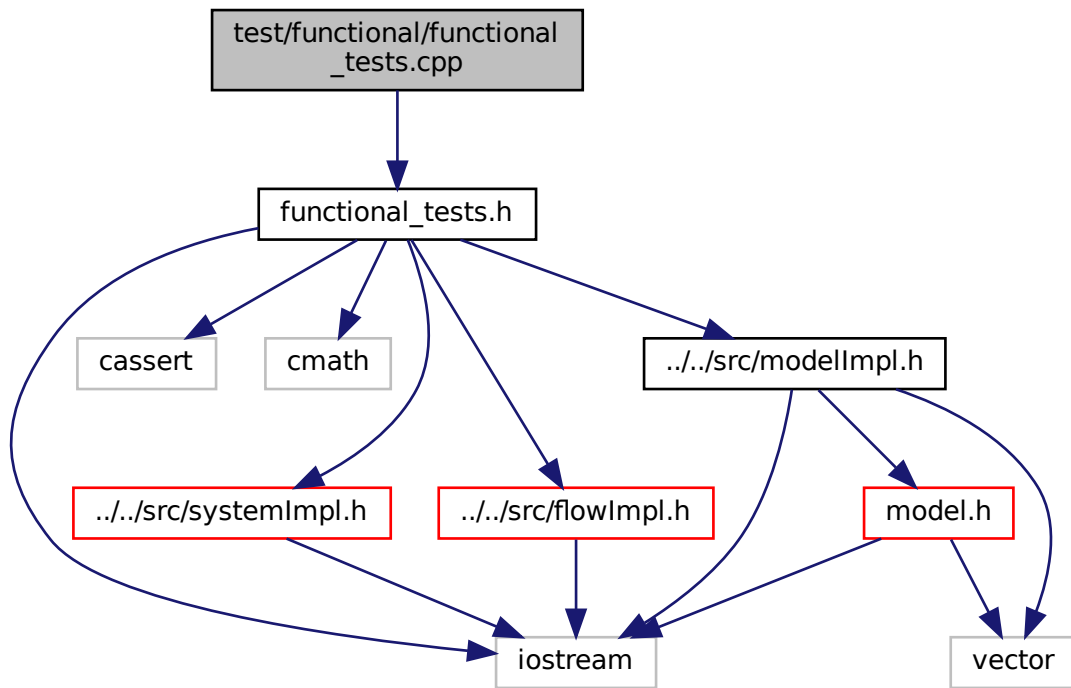 test/functional/functional
_tests.cpp
functional_tests.h
cassert
cmath
../../src/modelImpl.h
../../src/systemImpl.h
../../src/flowImpl.h
model.h
iostream
vector